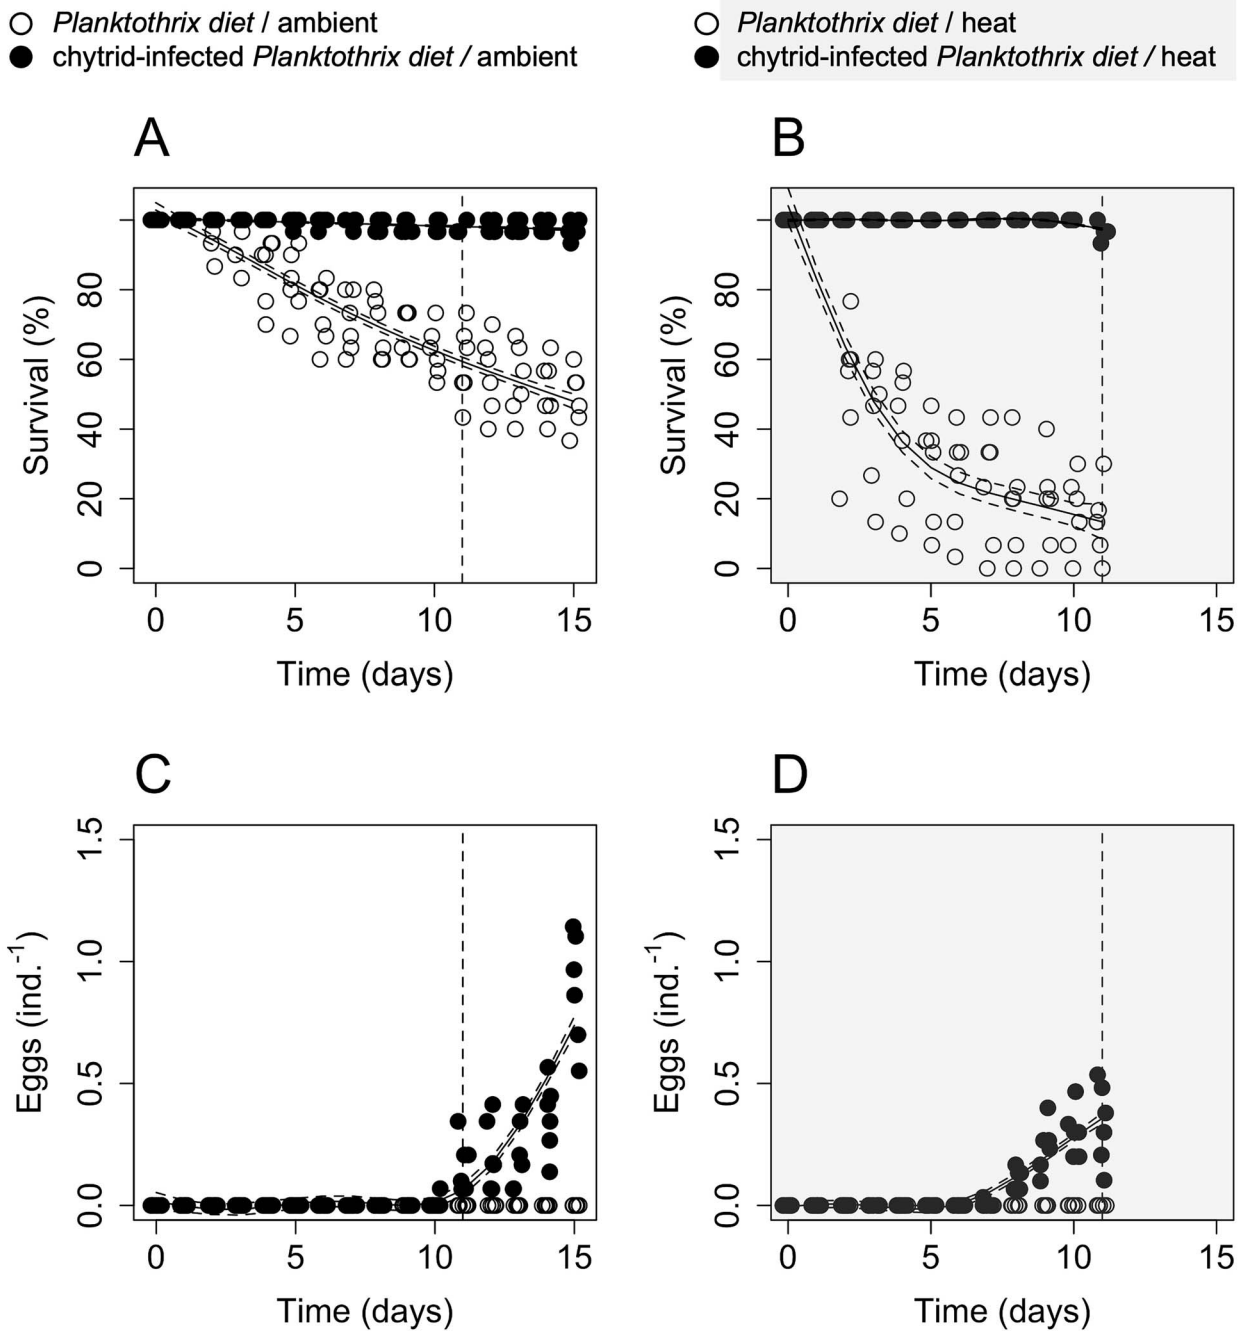 Planktothrix diet / ambient
chytrid-infected Planktothrix diet / ambient
Planktothrix diet / heat
chytrid-infected Planktothrix diet / heat
A
Survival (%)
80
60
40
20
0
0 5 10 15
Time (days)
B
Survival (%)
80
60
40
20
0
0 5 10 15
Time (days)
C
Eggs (ind.-1)
1.5
1.0
0.5
0.0
0 5 10 15
Time (days)
D
Eggs (ind.-1)
1.5
1.0
0.5
0.0
0 5 10 15
Time (days)